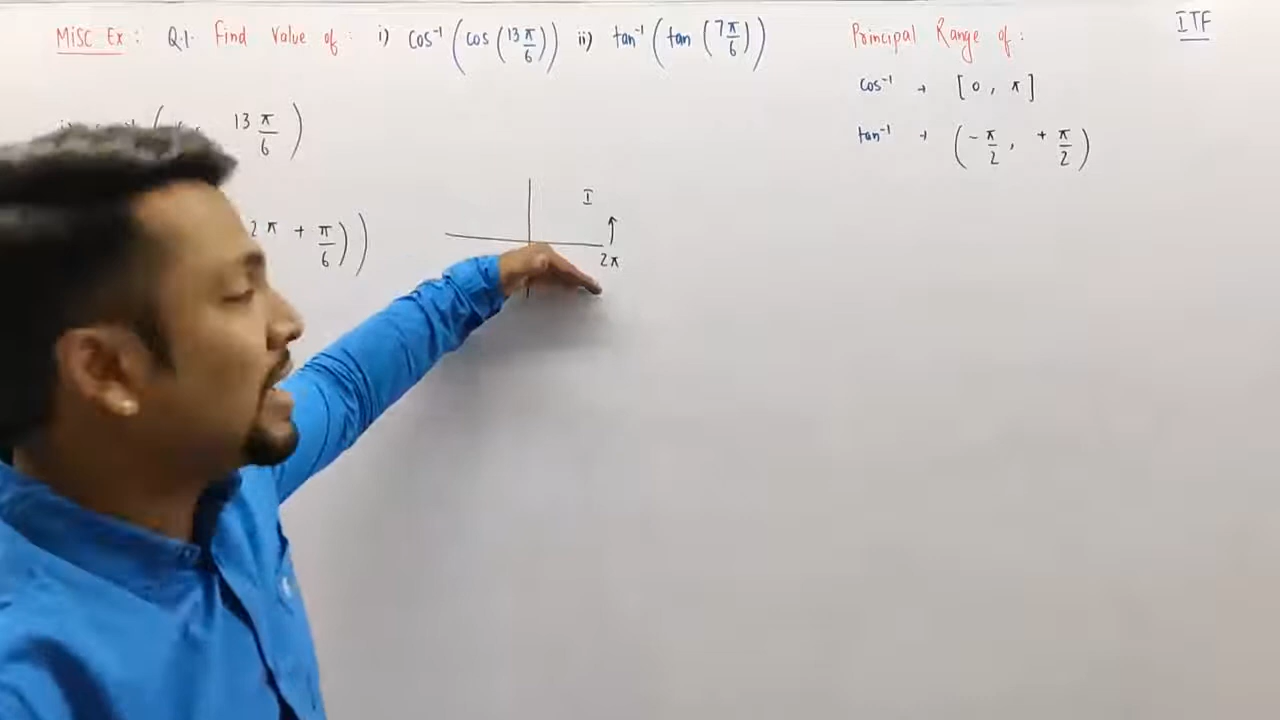 Misc Ex : Q.1. Find Value of : i) cos⁻¹ (cos (13 π/6)) ii) tan⁻¹ (tan (7π/6))
Principal Range of :
ITF
cos⁻¹ → [0, π]
tan⁻¹ → (-π/2, +π/2)
13 π/6 )
I
2π + π/6 ))
2π